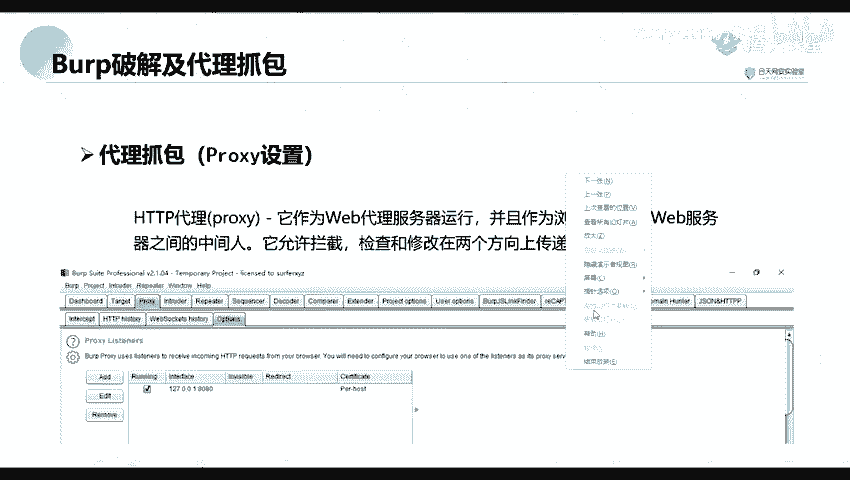 Burp破解及代理抓包
白天网安实验室
➢ 代理抓包（Proxy设置）
HTTP代理(proxy) - 它作为Web代理服务器运行，并且作为浏 Web服务
器之间的中间人。它允许拦截，检查和修改在两个方向上传递
下一张(N)
上一张(P)
上次查看的位置(V)
查看所有幻灯片(A)
放大(Z)
隐藏演示者视图(R)
屏幕(C)
指针选项(O)
帮助(H)
结束放映(E)
Burp Suite Professional v2.1.04 - Temporary Project - licensed to surferxyz
Burp Project Intruder Repeater Window Help
Dashboard Target Proxy Intruder Repeater Sequencer Decoder Comparer Extender Project options User options BurpJSLinkFinder reCAPT omain Hunter JSON&HTTPP
Intercept HTTP history WebSockets history Options
Proxy Listeners
Burp Proxy uses listeners to receive incoming HTTP requests from your browser. You will need to configure your browser to use one of the listeners as its proxy serv
Add Running Interface Invisible Redirect Certificate
Edit 127.0.0.1:8080 Per-host
Remove